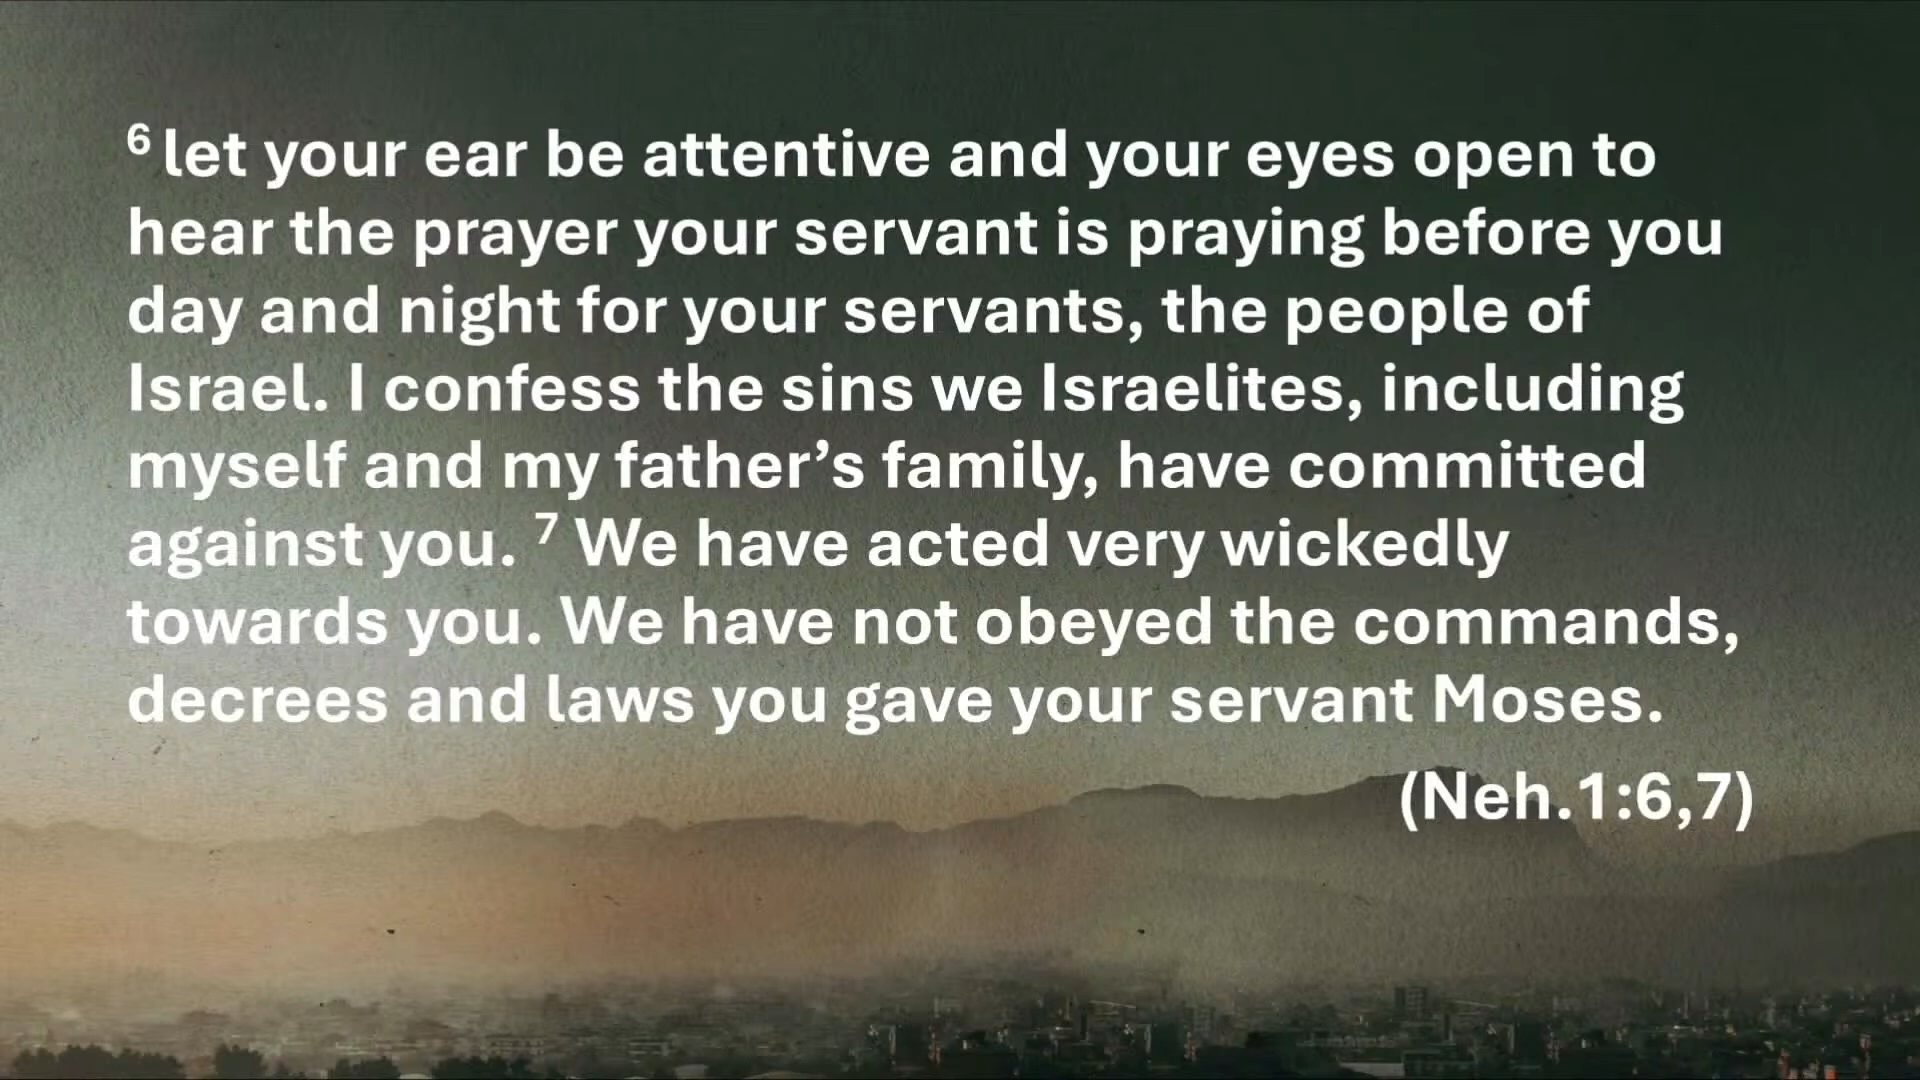 6 let your ear be attentive and your eyes open to
hear the prayer your servant is praying before you
day and night for your servants, the people of
Israel. I confess the sins we Israelites, including
myself and my father’s family, have committed
against you. 7 We have acted very wickedly
towards you. We have not obeyed the commands,
decrees and laws you gave your servant Moses.
(Neh.1:6,7)